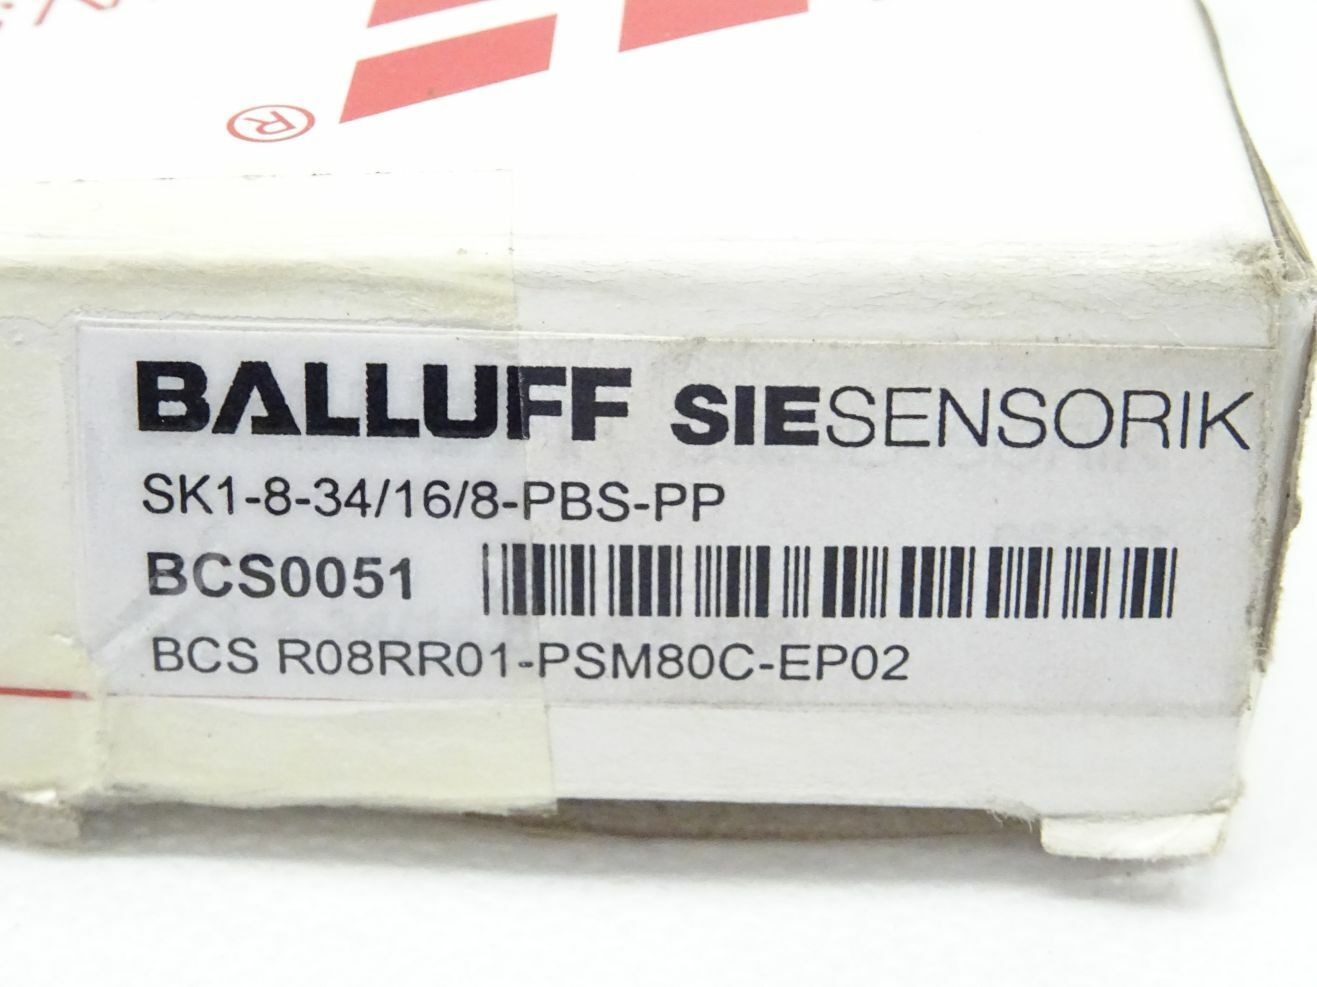 ®
BALLUFF SIESENSORIK
SK1-8-34/16/8-PBS-PP
BCS0051
BCS R08RR01-PSM80C-EP02